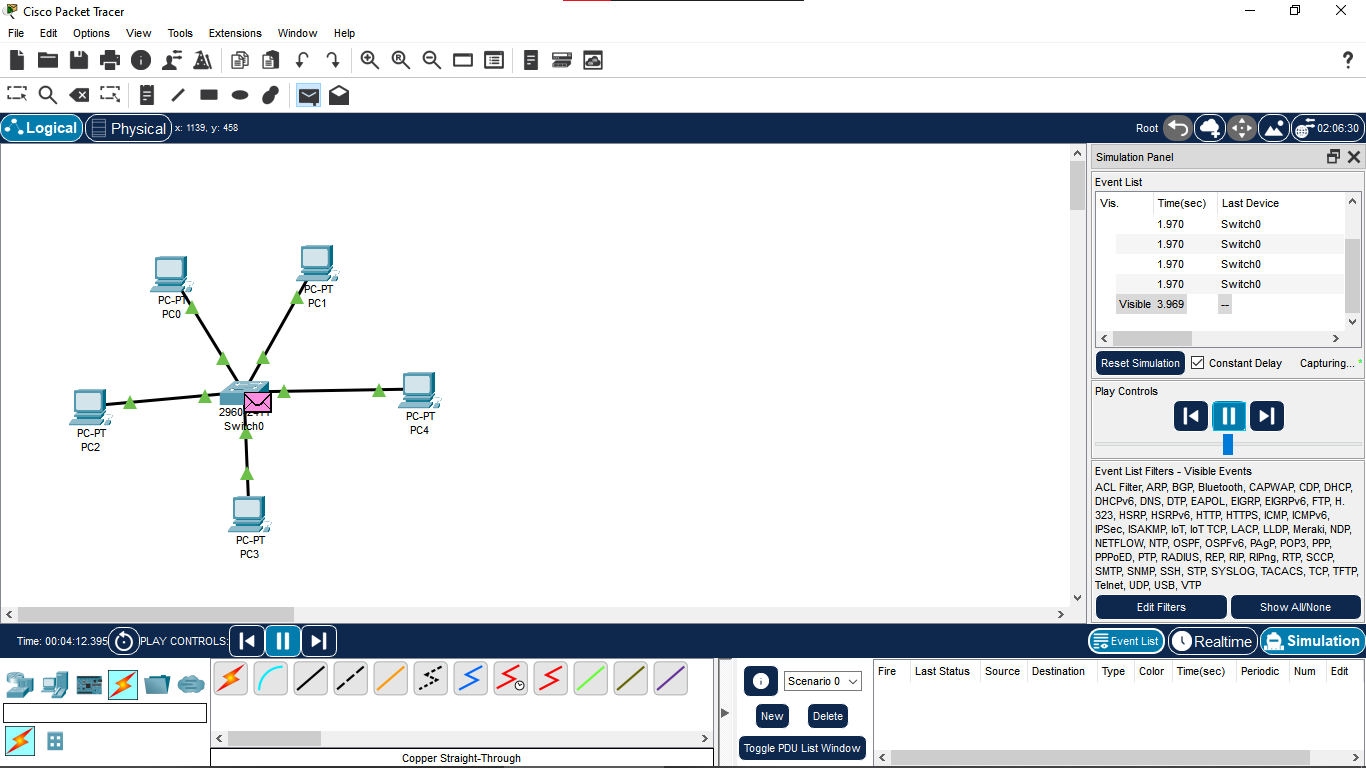 Cisco Packet Tracer
File Edit Options View Tools Extensions Window Help
Logical Physical x: 1139, y: 458 Root 02:06:30
Simulation Panel
Event List
Vis. Time(sec) Last Device
1.970 Switch0
1.970 Switch0
1.970 Switch0
1.970 Switch0
Visible 3.969 --
Reset Simulation Constant Delay Capturing... *
Play Controls
Event List Filters - Visible Events
ACL Filter, ARP, BGP, Bluetooth, CAPWAP, CDP, DHCP,
DHCPv6, DNS, DTP, EAPOL, EIGRP, EIGRPv6, FTP, H.
323, HSRP, HSRPv6, HTTP, HTTPS, ICMP, ICMPv6,
IPSec, ISAKMP, IoT, IoT TCP, LACP, LLDP, Meraki, NDP,
NETFLOW, NTP, OSPF, OSPFv6, PAgP, POP3, PPP,
PPPoED, PTP, RADIUS, REP, RIP, RIPng, RTP, SCCP,
SMTP, SNMP, SSH, STP, SYSLOG, TACACS, TCP, TFTP,
Telnet, UDP, USB, VTP
Edit Filters Show All/None
PC-PT
PC0
PC-PT
PC1
PC-PT
PC2
Switch0
PC-PT
PC4
PC-PT
PC3
Time: 00:04:12.395 PLAY CONTROLS: Event List Realtime Simulation
Copper Straight-Through
Scenario 0
New Delete
Toggle PDU List Window
Fire Last Status Source Destination Type Color Time(sec) Periodic Num Edit